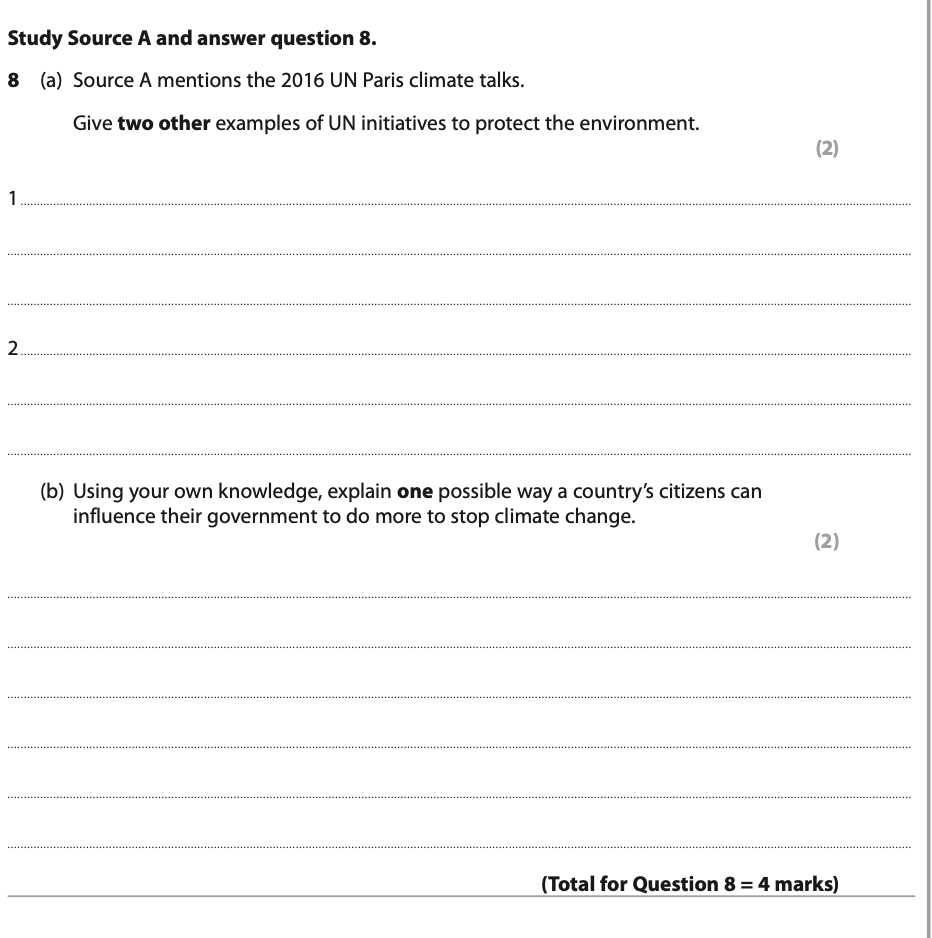 Study Source A and answer question 8.
8 (a) Source A mentions the 2016 UN Paris climate talks.
Give two other examples of UN initiatives to protect the environment.
(2)
1
2
(b) Using your own knowledge, explain one possible way a country’s citizens can
influence their government to do more to stop climate change.
(2)
(Total for Question 8 = 4 marks)